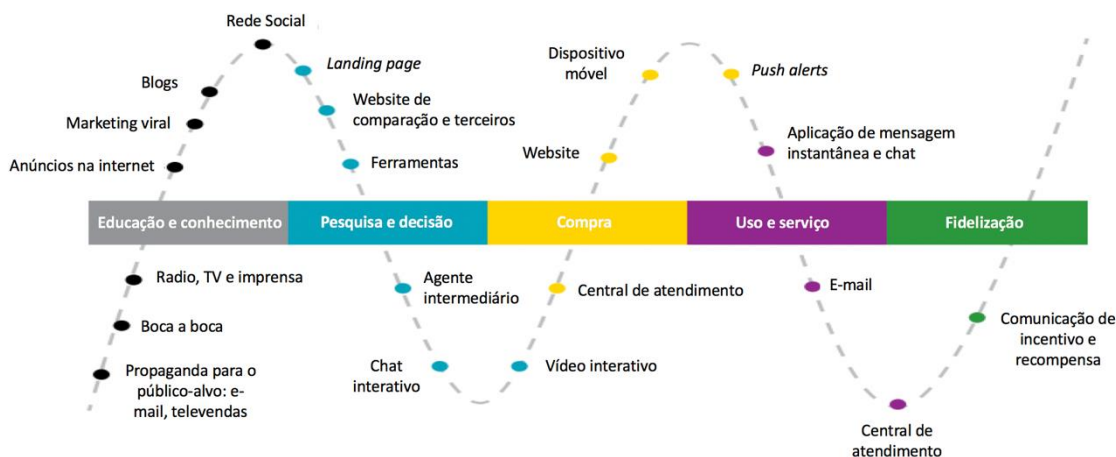 Rede Social
Landing page
Blogs
Website de
comparação e terceiros
Marketing viral
Anúncios na internet
Ferramentas
Dispositivo
móvel
Push alerts
Website
Aplicação de mensagem
instantânea e chat
Educação e conhecimento
Pesquisa e decisão
Compra
Uso e serviço
Fidelização
Radio, TV e imprensa
Boca a boca
Propaganda para o
público-alvo: e-
mail, televendas
Agente
intermediário
Chat
interativo
Central de atendimento
Vídeo interativo
E-mail
Central de
atendimento
Comunicação de
incentivo e
recompensa